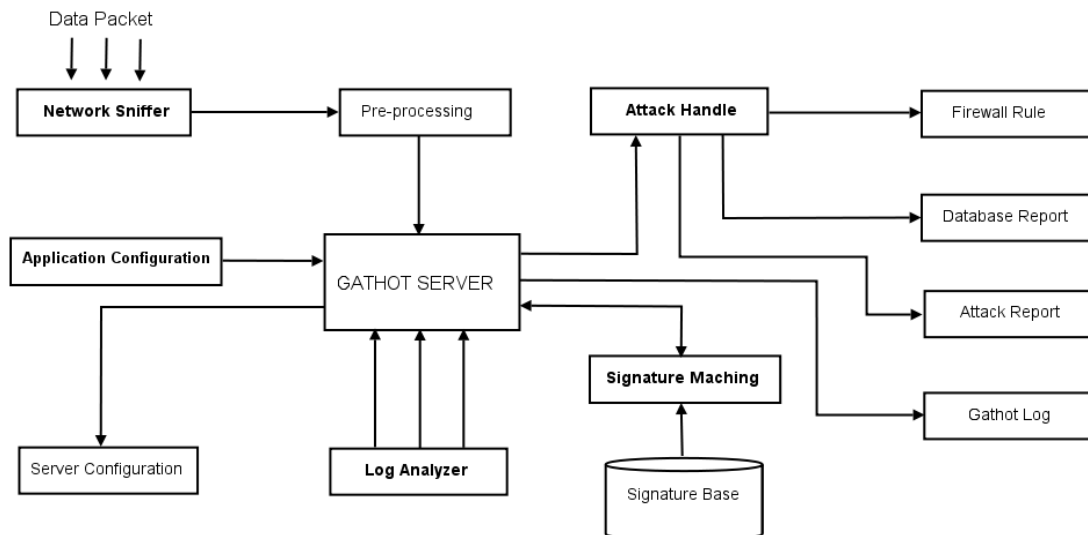 Data Packet
Network Sniffer
Pre-processing
Attack Handle
Firewall Rule
Database Report
Application Configuration
GATHOT SERVER
Attack Report
Signature Maching
Gathot Log
Server Configuration
Log Analyzer
Signature Base